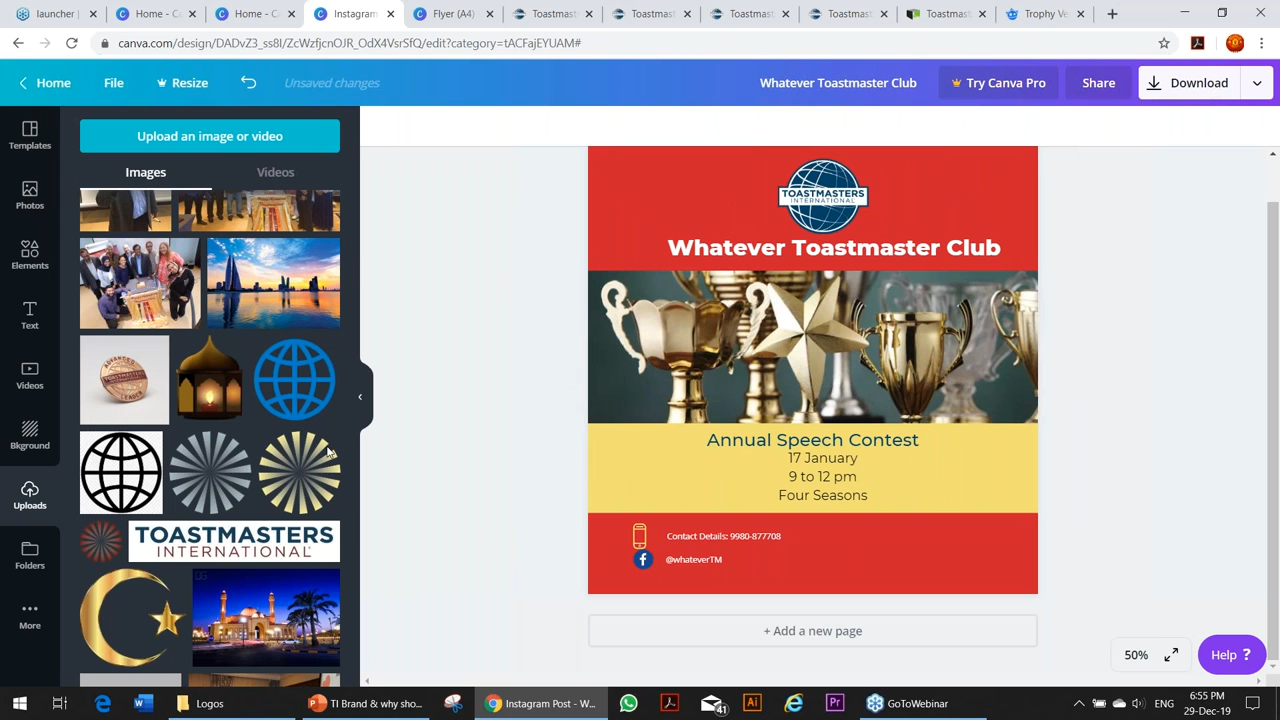 launcher.
Instagram
Flyer (A4)
Toastmast
Toastmast
Toastmast
Toastmast
Toastmast
Trophy Ve
canva.com/design/DADvZ3_ss8I/ZcWzfjcnOJR_OdX4VsrSfQ/edit?category=tACFajEYUAM#
Home
File
Resize
Unsaved changes
Whatever Toastmaster Club
Try Canva Pro
Share
Download
Templates
Photos
Elements
Text
Videos
Bkground
Uploads
Folders
More
Upload an image or video
Images
Videos
TOASTMASTERS
INTERNATIONAL
TOASTMASTERS
INTERNATIONAL
Whatever Toastmaster Club
Annual Speech Contest
17 January
9 to 12 pm
Four Seasons
Contact Details: 9980-877708
@whateverTM
+ Add a new page
50%
Help ?
Logos
TI Brand & why sho...
Instagram Post - W...
41
GoToWebinar
ENG
6:55 PM
29-Dec-19